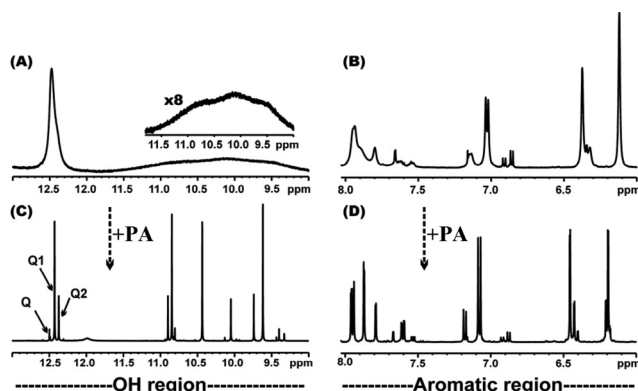 (A)
x8
11.5 11.0 10.5 10.0 9.5 ppm
12.5 12.0 11.5 11.0 10.5 10.0 9.5 ppm
(B)
8.0 7.5 7.0 6.5 ppm
(C)
+PA
Q1
Q
Q2
12.5 12.0 11.5 11.0 10.5 10.0 9.5 ppm
(D)
+PA
8.0 7.5 7.0 6.5 ppm
OH region
Aromatic region